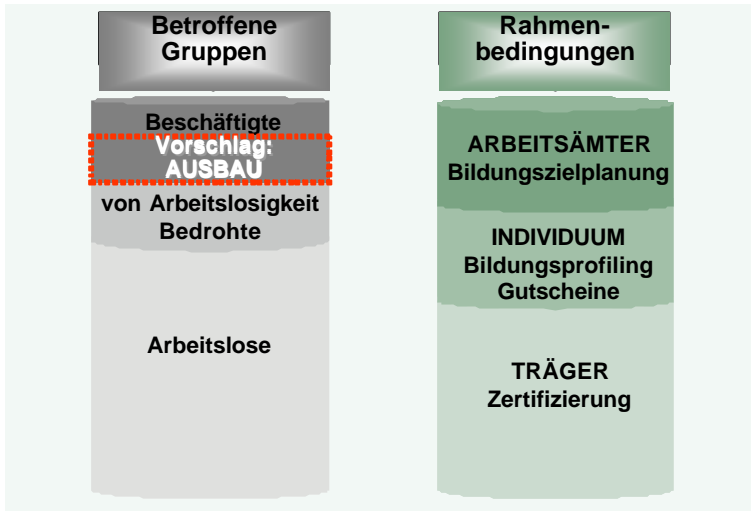 Betroffene
Gruppen
Beschäftigte
Vorschlag:
AUSBAU
von Arbeitslosigkeit
Bedrohte
Arbeitslose
Rahmen-
bedingungen
ARBEITSÄMTER
Bildungszielplanung
INDIVIDUUM
Bildungsprofiling
Gutscheine
TRÄGER
Zertifizierung